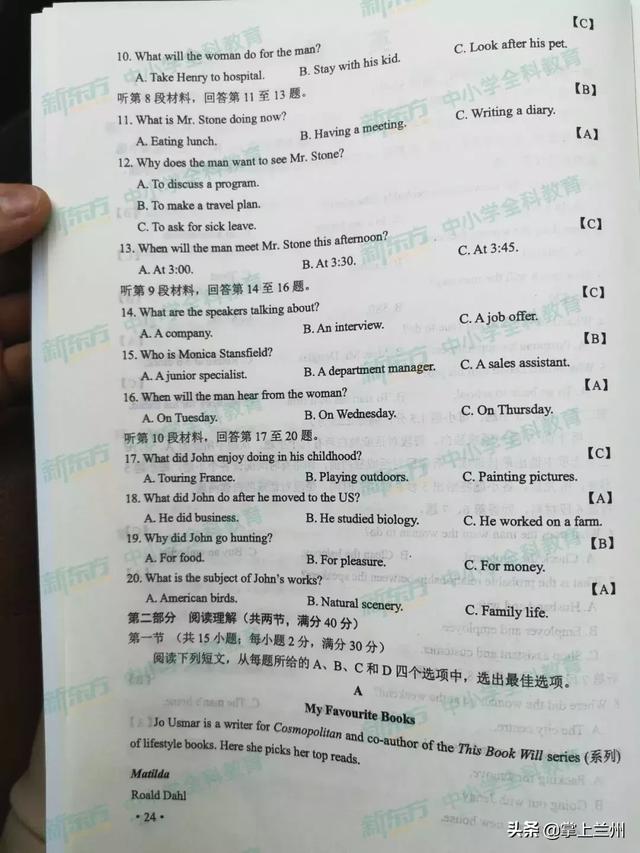 【C】
10. What will the woman do for the man?
A. Take Henry to hospital. B. Stay with his kid. C. Look after his pet.
听第8段材料，回答第11至13题。
【B】
11. What is Mr. Stone doing now?
A. Eating lunch. B. Having a meeting. C. Writing a diary.
【A】
12. Why does the man want to see Mr. Stone?
A. To discuss a program.
B. To make a travel plan.
C. To ask for sick leave.
【C】
13. When will the man meet Mr. Stone this afternoon?
A. At 3:00. B. At 3:30. C. At 3:45.
听第9段材料，回答第14至16题。
【C】
14. What are the speakers talking about?
A. A company. B. An interview. C. A job offer.
【B】
15. Who is Monica Stansfield?
A. A junior specialist. B. A department manager. C. A sales assistant.
【A】
16. When will the man hear from the woman?
A. On Tuesday. B. On Wednesday. C. On Thursday.
听第10段材料，回答第17至20题。
17. What did John enjoy doing in his childhood? 【C】
A. Touring France. B. Playing outdoors. C. Painting pictures.
18. What did John do after he moved to the US? 【A】
A. He did business. B. He studied biology. C. He worked on a farm.
19. Why did John go hunting? 【B】
A. For food. B. For pleasure. C. For money.
20. What is the subject of John's works? 【A】
A. American birds. B. Natural scenery. C. Family life.
第二部分 阅读理解（共两节，满分40分）
第一节 （共15小题；每小题2分，满分30分）
阅读下列短文，从每题所给的A、B、C和D四个选项中，选出最佳选项。
A
My Favourite Books
Jo Usmar is a writer for Cosmopolitan and co-author of the This Book Will series (系列)
of lifestyle books. Here she picks her top reads.
Matilda
Roald Dahl
· 24 ·
新东方 中小学全科教育
头条 @掌上兰州